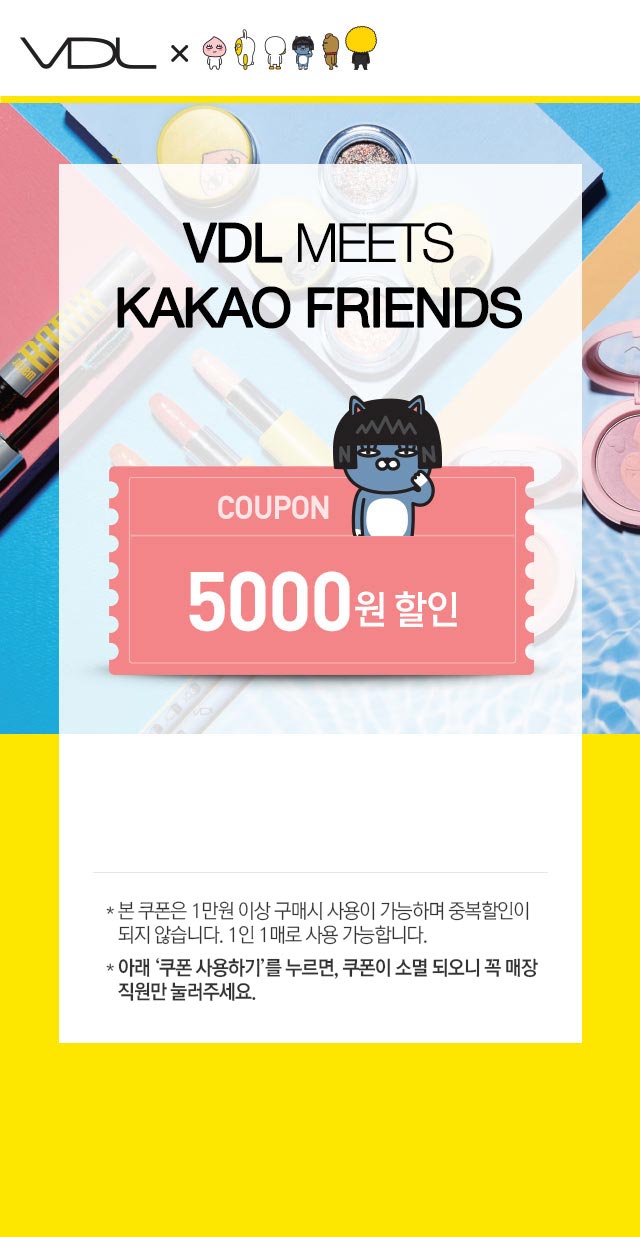 VDL ×
VDL MEETS
KAKAO FRIENDS
COUPON
5000원 할인
* 본 쿠폰은 1만원 이상 구매시 사용이 가능하며 중복할인이
되지 않습니다. 1인 1매로 사용 가능합니다.
* 아래 ‘쿠폰 사용하기’를 누르면, 쿠폰이 소멸 되오니 꼭 매장
직원만 눌러주세요.